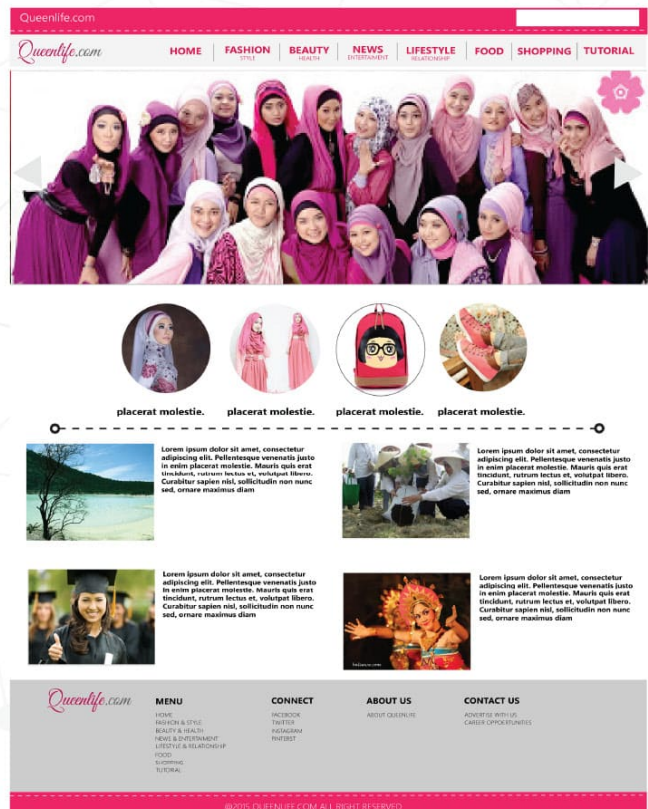 Queenlife.com
Queenlife.com
HOME
FASHION
STYLE
BEAUTY
HEALTH
NEWS
ENTERTAIMENT
LIFESTYLE
RELATIONSHIP
FOOD
SHOPPING
TUTORIAL
placerat molestie.
placerat molestie.
placerat molestie.
placerat molestie.
Lorem ipsum dolor sit amet, consectetur
adipiscing elit. Pellentesque venenatis justo
in enim placerat molestie. Mauris quis erat
tincidunt, rutrum lectus et, volutpat libero.
Curabitur sapien nisl, sollicitudin non nunc
sed, ornare maximus diam
Lorem ipsum dolor sit amet, consectetur
adipiscing elit. Pellentesque venenatis justo
in enim placerat molestie. Mauris quis erat
tincidunt, rutrum lectus et, volutpat libero.
Curabitur sapien nisl, sollicitudin non nunc
sed, ornare maximus diam
Lorem ipsum dolor sit amet, consectetur
adipiscing elit. Pellentesque venenatis justo
in enim placerat molestie. Mauris quis erat
tincidunt, rutrum lectus et, volutpat libero.
Curabitur sapien nisl, sollicitudin non nunc
sed, ornare maximus diam
Lorem ipsum dolor sit amet, consectetur
adipiscing elit. Pellentesque venenatis justo
in enim placerat molestie. Mauris quis erat
tincidunt, rutrum lectus et, volutpat libero.
Curabitur sapien nisl, sollicitudin non nunc
sed, ornare maximus diam
Queenlife.com
MENU
HOME
FASHION & STYLE
BEAUTY & HEALTH
NEWS & ENTERTAIMENT
LIFESTYLE & RELATIONSHIP
FOOD
SHOPPING
TUTORIAL
CONNECT
FACEBOOK
TWITTER
INSTAGRAM
PINTERST
ABOUT US
ABOUT QUEENLIFE
CONTACT US
ADVERTISE WITH US
CAREER OPPOERTUNITIES
@2015 QUEENLIFE.COM ALL RIGHT RESERVED